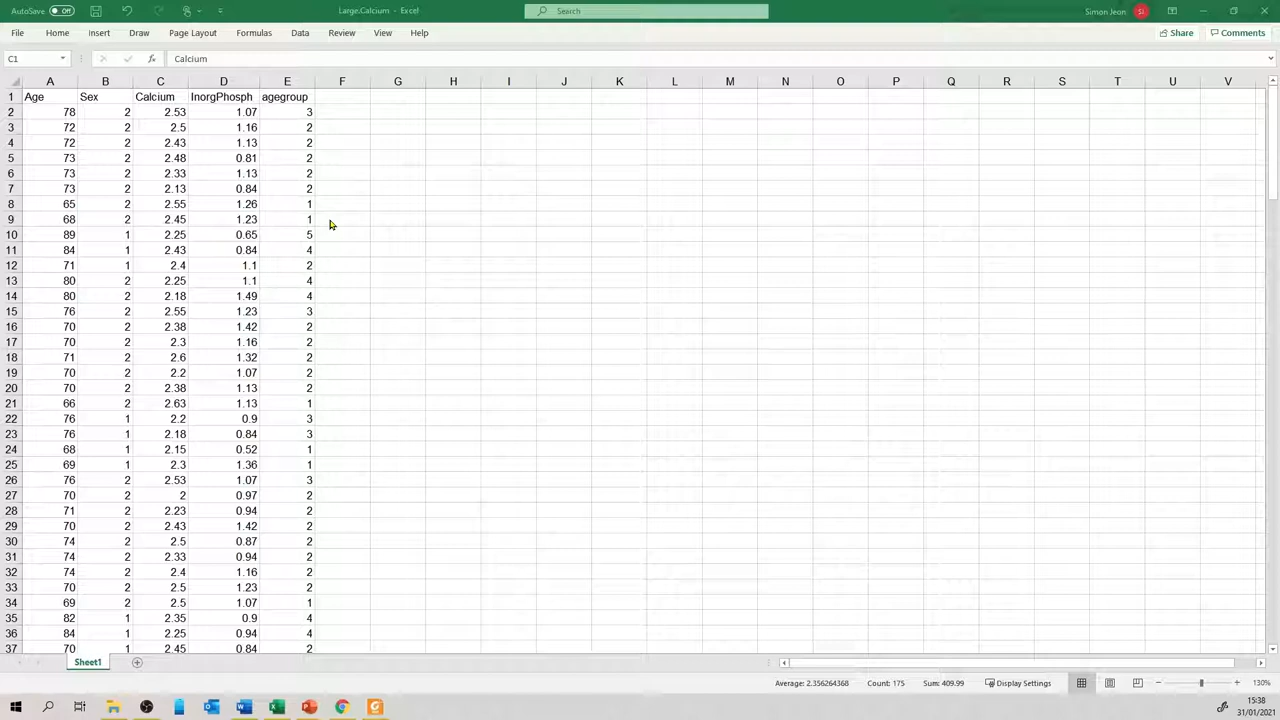 AutoSave Off Large.Calcium - Excel Search Simon Jeon SJ
File Home Insert Draw Page Layout Formulas Data Review View Help Share Comments
C1 fx Calcium
A B C D E F G H I J K L M N O P Q R S T U V
1 Age Sex Calcium InorgPhosph agegroup
2 78 2 2.53 1.07 3
3 72 2 2.5 1.16 2
4 72 2 2.43 1.13 2
5 73 2 2.48 0.81 2
6 73 2 2.33 1.13 2
7 73 2 2.13 0.84 2
8 65 2 2.55 1.26 1
9 68 2 2.45 1.23 1
10 89 1 2.25 0.65 5
11 84 1 2.43 0.84 4
12 71 1 2.4 1.1 2
13 80 2 2.25 1.1 4
14 80 2 2.18 1.49 4
15 76 2 2.55 1.23 3
16 70 2 2.38 1.42 2
17 70 2 2.3 1.16 2
18 71 2 2.6 1.32 2
19 70 2 2.2 1.07 2
20 70 2 2.38 1.13 2
21 66 2 2.63 1.13 1
22 76 1 2.2 0.9 3
23 76 1 2.18 0.84 3
24 68 1 2.15 0.52 1
25 69 1 2.3 1.36 1
26 76 2 2.53 1.07 3
27 70 2 2 0.97 2
28 71 2 2.23 0.94 2
29 70 2 2.43 1.42 2
30 74 2 2.5 0.87 2
31 74 2 2.33 0.94 2
32 74 2 2.4 1.16 2
33 70 2 2.5 1.23 2
34 69 2 2.5 1.07 1
35 82 1 2.35 0.9 4
36 84 1 2.25 0.94 4
37 70 1 2.45 0.84 2
Sheet1
Average: 2.356264368 Count: 175 Sum: 409.99 Display Settings 130%
15:38
31/01/2021